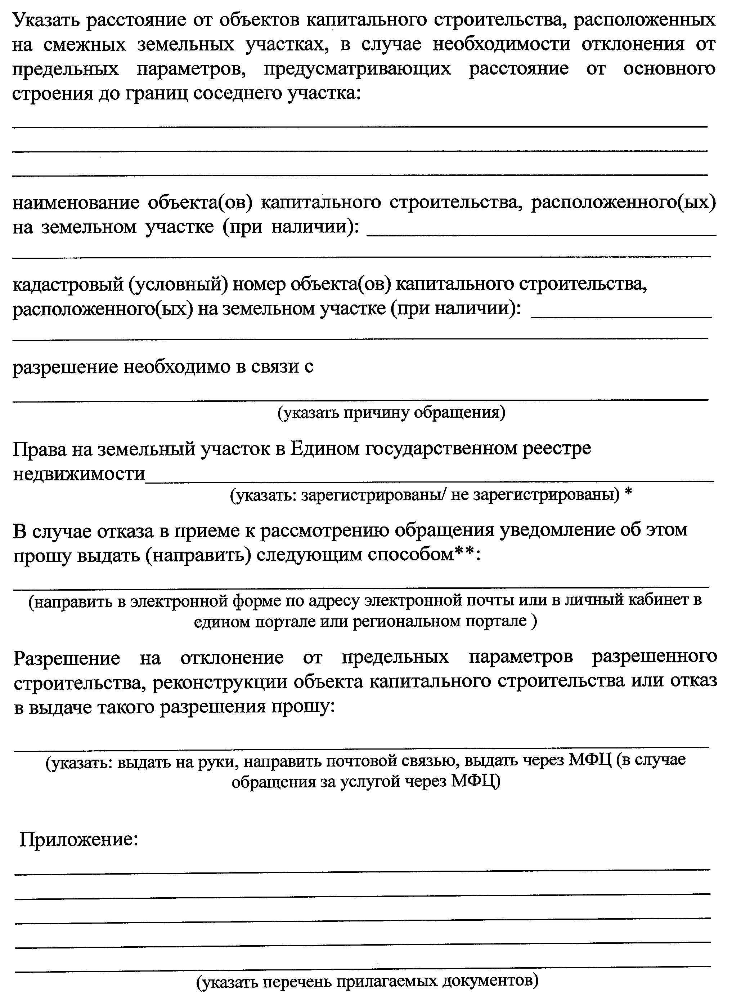 Указать расстояние от объектов капитального строительства, расположенных
на смежных земельных участках, в случае необходимости отклонения от
предельных параметров, предусматривающих расстояние от основного
строения до границ соседнего участка:
наименование объекта(ов) капитального строительства, расположенного(ых)
на земельном участке (при наличии):
кадастровый (условный) номер объекта(ов) капитального строительства,
расположенного(ых) на земельном участке (при наличии):
разрешение необходимо в связи с
(указать причину обращения)
Права на земельный участок в Едином государственном реестре
недвижимости
(указать: зарегистрированы/ не зарегистрированы) *
В случае отказа в приеме к рассмотрению обращения уведомление об этом
прошу выдать (направить) следующим способом**:
(направить в электронной форме по адресу электронной почты или в личный кабинет в
едином портале или региональном портале )
Разрешение на отклонение от предельных параметров разрешенного
строительства, реконструкции объекта капитального строительства или отказ
в выдаче такого разрешения прошу:
(указать: выдать на руки, направить почтовой связью, выдать через МФЦ (в случае
обращения за услугой через МФЦ)
Приложение:
(указать перечень прилагаемых документов)